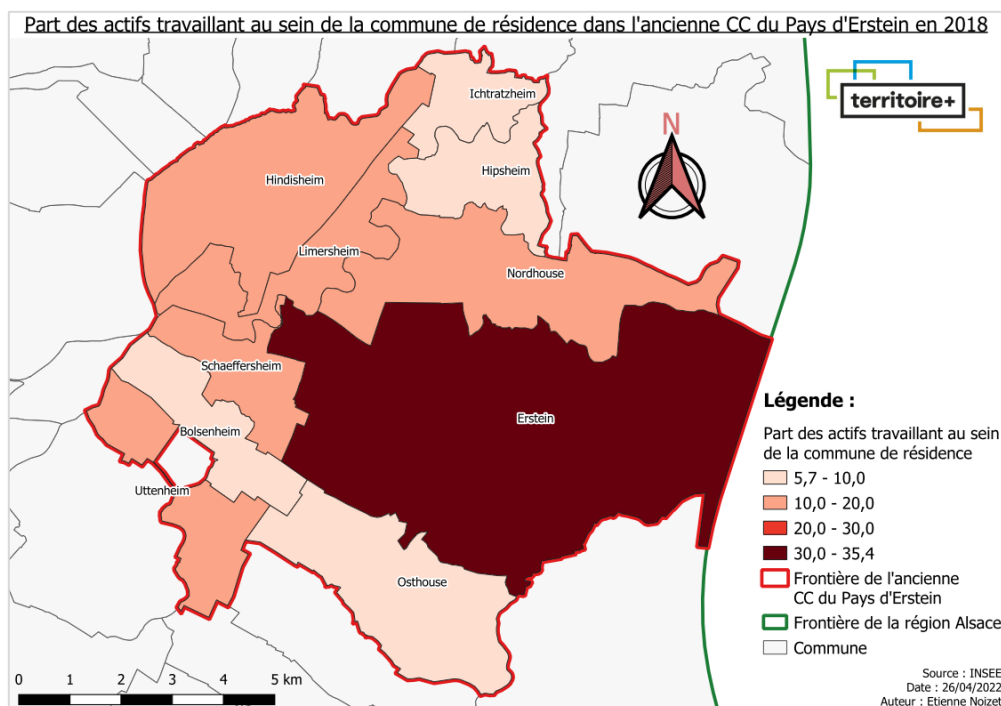 Part des actifs travaillant au sein de la commune de résidence dans l'ancienne CC du Pays d'Erstein en 2018
Ichtratzheim
territoire+
N
Hindisheim
Hipsheim
Limersheim
Nordhouse
Schaeffersheim
Erstein
Bolsenheim
Uttenheim
Osthouse
Légende :
Part des actifs travaillant au sein
de la commune de résidence
5,7 - 10,0
10,0 - 20,0
20,0 - 30,0
30,0 - 35,4
Frontière de l'ancienne
CC du Pays d'Erstein
Frontière de la région Alsace
Commune
0 1 2 3 4 5 km
Source : INSEE
Date : 26/04/2022
Auteur : Etienne Noizet